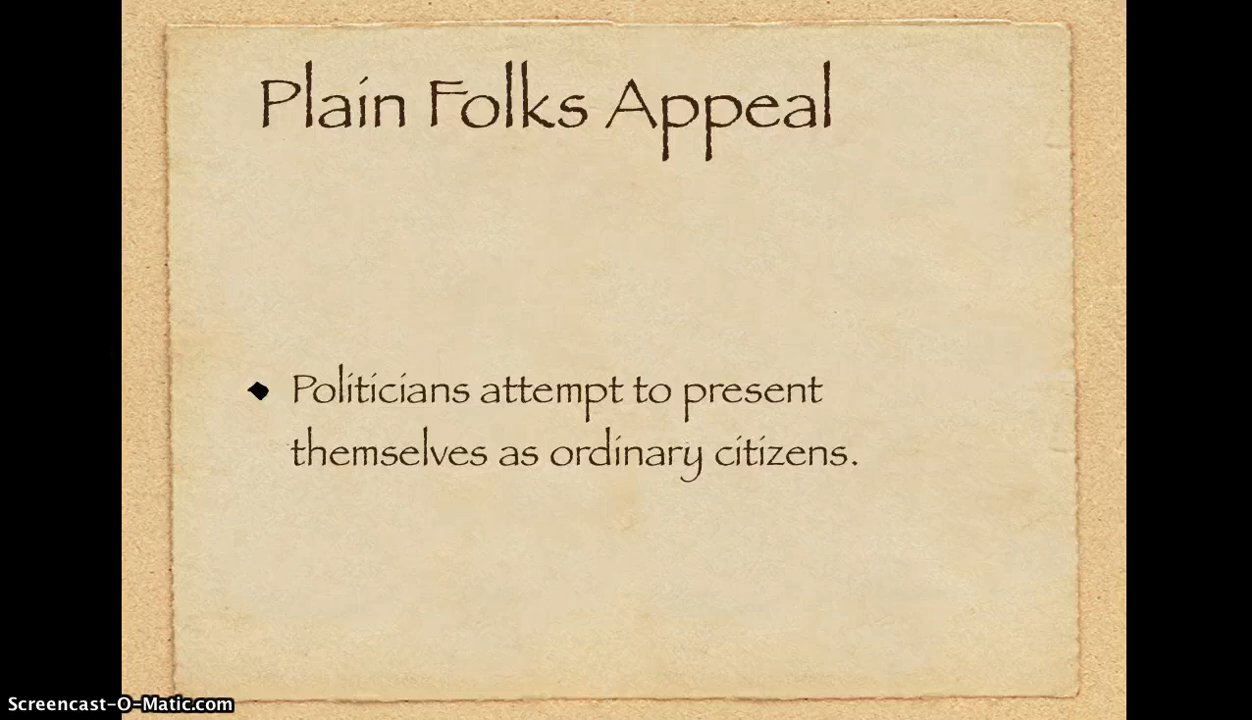 Plain Folks Appeal
Politicians attempt to present
themselves as ordinary citizens.
Screencast-O-Matic.com